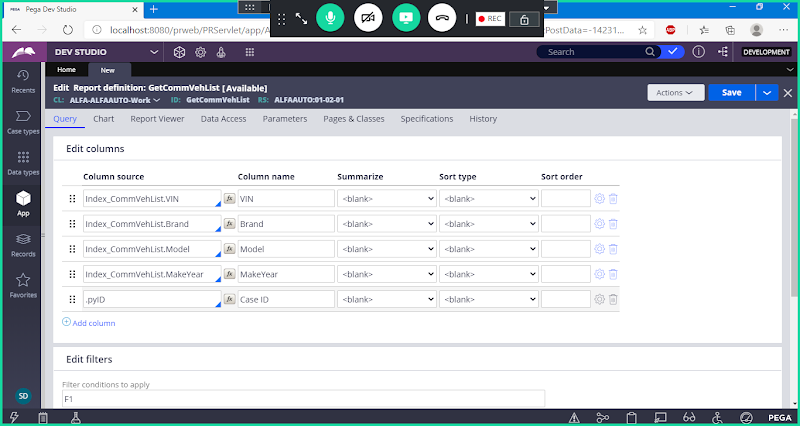 PEGA Pega Dev Studio
localhost:8080/prweb/PRServlet/app/A
PostData=-14231...
REC
DEV STUDIO
Search
DEVELOPMENT
Home New
Edit Report definition: GetCommVehList [Available]
CL: ALFA-ALFAAUTO-Work ID: GetCommVehList RS: ALFAAUTO:01-02-01
Actions Save
Query Chart Report Viewer Data Access Parameters Pages & Classes Specifications History
Recents
Case types
Data types
App
Records
Favorites
SD
Edit columns
Column source Column name Summarize Sort type Sort order
Index_CommVehList.VIN fx VIN <blank> <blank>
Index_CommVehList.Brand fx Brand <blank> <blank>
Index_CommVehList.Model fx Model <blank> <blank>
Index_CommVehList.MakeYear fx MakeYear <blank> <blank>
.pyID fx Case ID <blank> <blank>
Add column
Edit filters
Filter conditions to apply
F1
PEGA